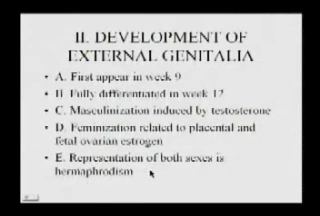 II. DEVELOPMENT OF
EXTERNAL GENITALIA
• A. First appear in week 9
• B. Fully differentiated in week 12
• C. Masculinization induced by testosterone
• D. Feminization related to placental and
fetal ovarian estrogen
• E. Representation of both sexes is
hermaphrodism